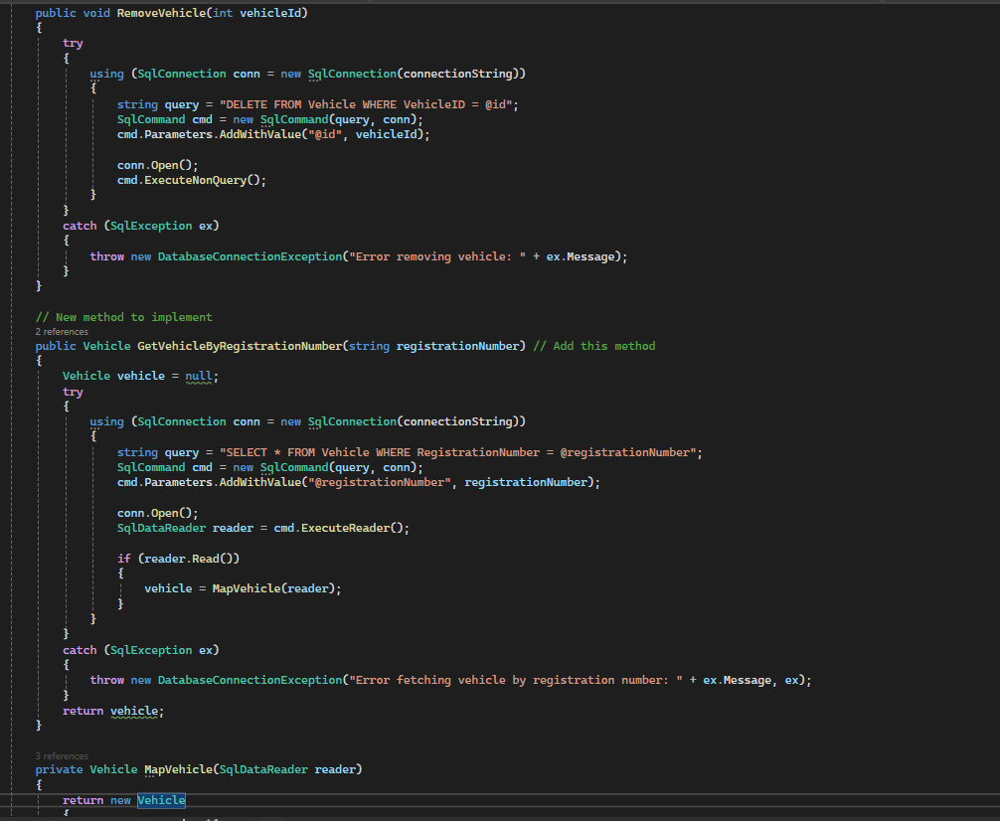 public void RemoveVehicle(int vehicleId)
{
try
{
using (SqlConnection conn = new SqlConnection(connectionString))
{
string query = "DELETE FROM Vehicle WHERE VehicleID = @id";
SqlCommand cmd = new SqlCommand(query, conn);
cmd.Parameters.AddWithValue("@id", vehicleId);
conn.Open();
cmd.ExecuteNonQuery();
}
}
catch (SqlException ex)
{
throw new DatabaseConnectionException("Error removing vehicle: " + ex.Message);
}
}
// New method to implement
2 references
public Vehicle GetVehicleByRegistrationNumber(string registrationNumber) // Add this method
{
Vehicle vehicle = null;
try
{
using (SqlConnection conn = new SqlConnection(connectionString))
{
string query = "SELECT * FROM Vehicle WHERE RegistrationNumber = @registrationNumber";
SqlCommand cmd = new SqlCommand(query, conn);
cmd.Parameters.AddWithValue("@registrationNumber", registrationNumber);
conn.Open();
SqlDataReader reader = cmd.ExecuteReader();
if (reader.Read())
{
vehicle = MapVehicle(reader);
}
}
}
catch (SqlException ex)
{
throw new DatabaseConnectionException("Error fetching vehicle by registration number: " + ex.Message, ex);
}
return vehicle;
}
3 references
private Vehicle MapVehicle(SqlDataReader reader)
{
return new Vehicle
{